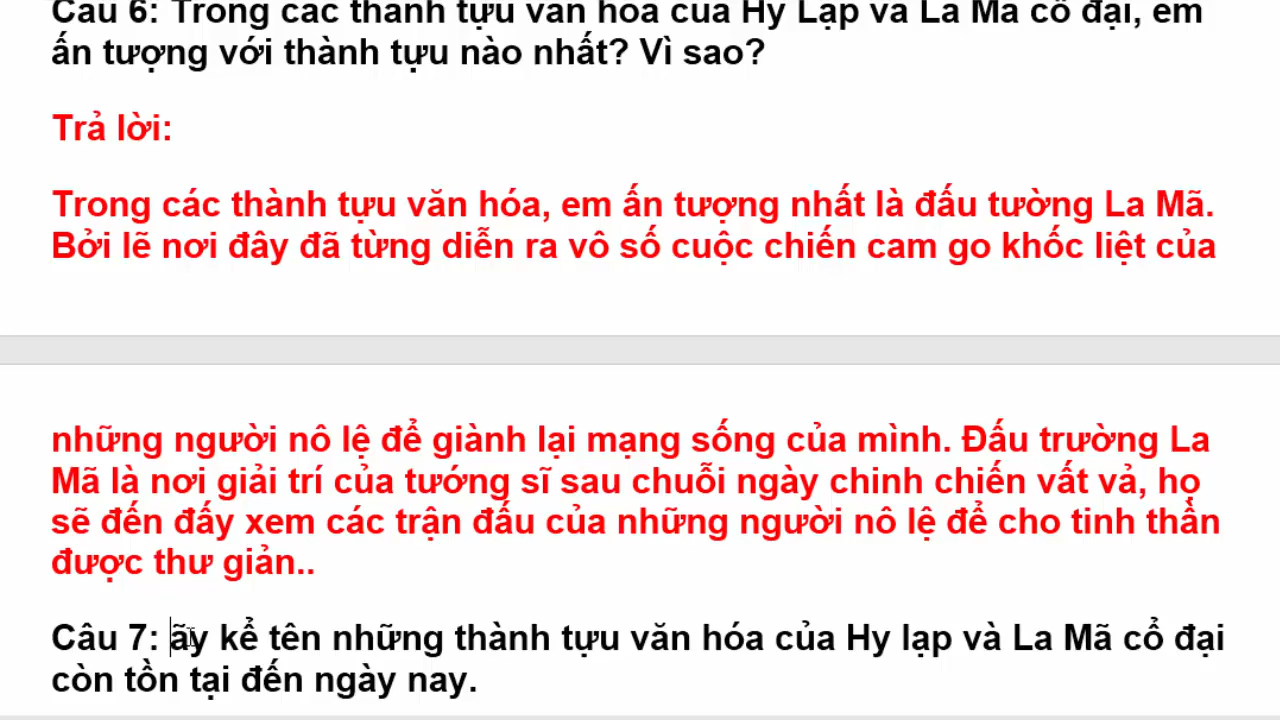 Câu 6: Trong các thành tựu văn hóa của Hy Lạp và La Mã cổ đại, em
ấn tượng với thành tựu nào nhất? Vì sao?
Trả lời:
Trong các thành tựu văn hóa, em ấn tượng nhất là đấu tường La Mã.
Bởi lẽ nơi đây đã từng diễn ra vô số cuộc chiến cam go khốc liệt của
những người nô lệ để giành lại mạng sống của mình. Đấu trường La
Mã là nơi giải trí của tướng sĩ sau chuỗi ngày chinh chiến vất vả, họ
sẽ đến đấy xem các trận đấu của những người nô lệ để cho tinh thần
được thư giản..
Câu 7: ãy kể tên những thành tựu văn hóa của Hy lạp và La Mã cổ đại
còn tồn tại đến ngày nay.